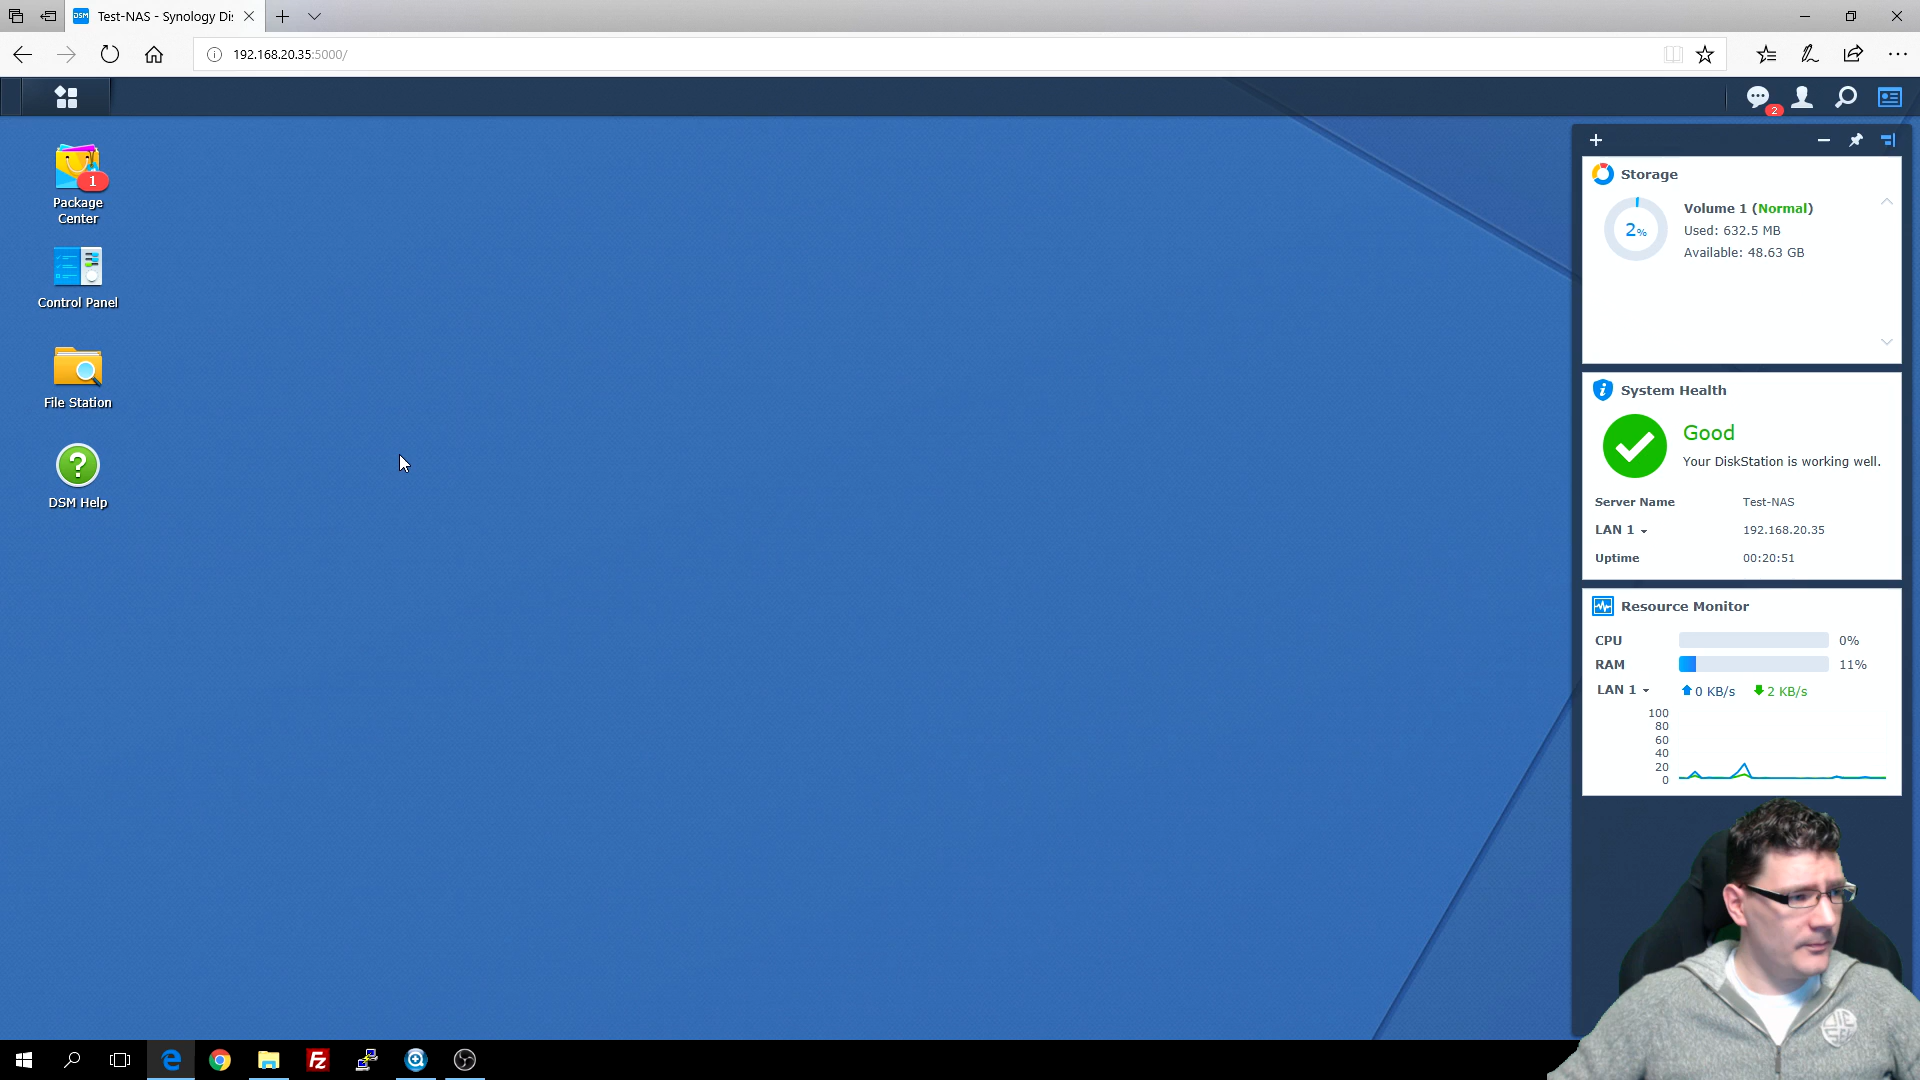 DSM
Test-NAS - Synology Dis
192.168.20.35:5000/
2
1
Package
Center
Control Panel
File Station
?
DSM Help
Storage
2%
Volume 1 (Normal)
Used: 632.5 MB
Available: 48.63 GB
System Health
Good
Your DiskStation is working well.
Server Name Test-NAS
LAN 1 192.168.20.35
Uptime 00:20:51
Resource Monitor
CPU 0%
RAM 11%
LAN 1 0 KB/s 2 KB/s
100
80
60
40
20
0
Fz